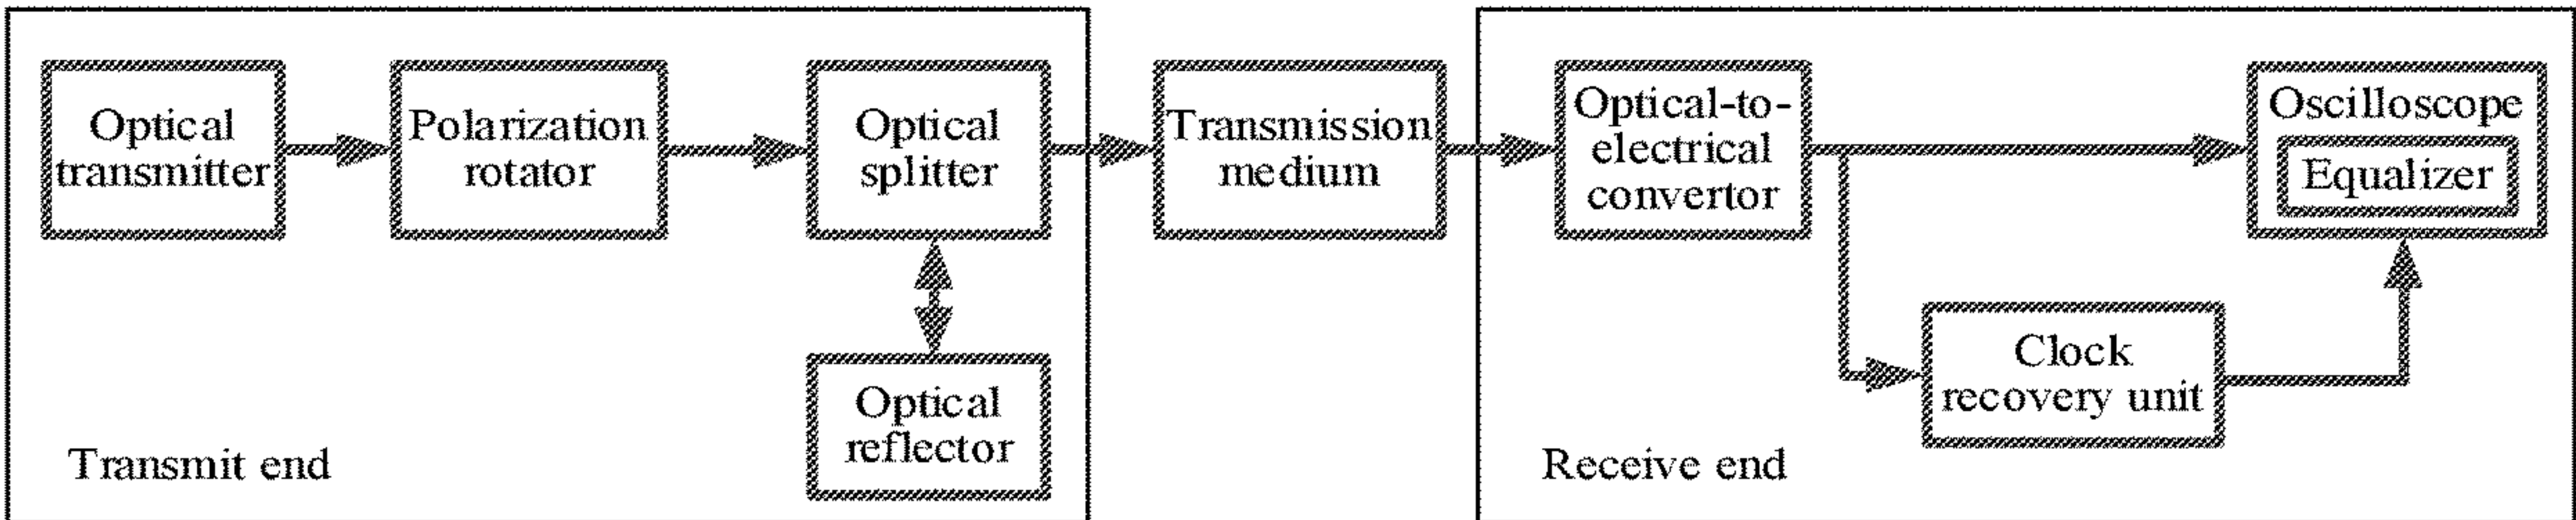 Optical
transmitter
Polarization
rotator
Optical
splitter
Optical
reflector
Transmit end
Transmission
medium
Optical-to-
electrical
convertor
Oscilloscope
Equalizer
Clock
recovery unit
Receive end